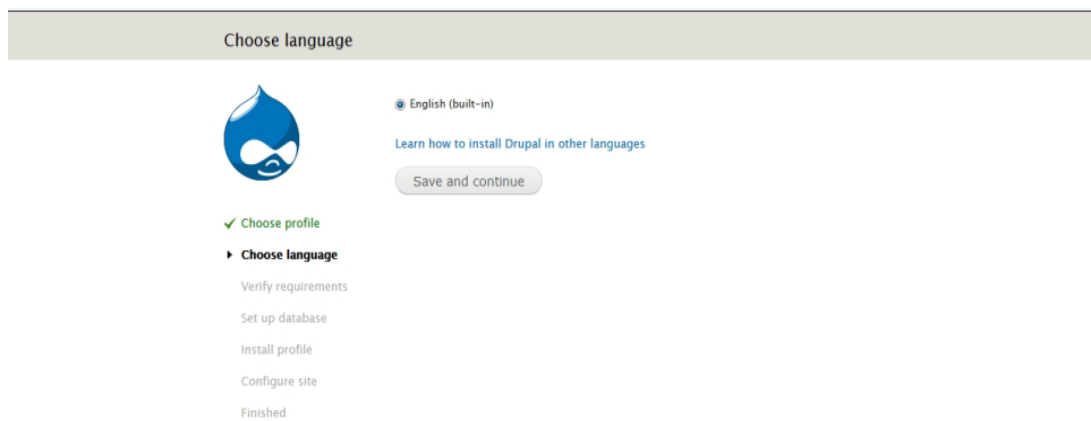 Choose language
English (built-in)
Learn how to install Drupal in other languages
Save and continue
Choose profile
Choose language
Verify requirements
Set up database
Install profile
Configure site
Finished